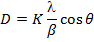 D = K λ/β cos θ